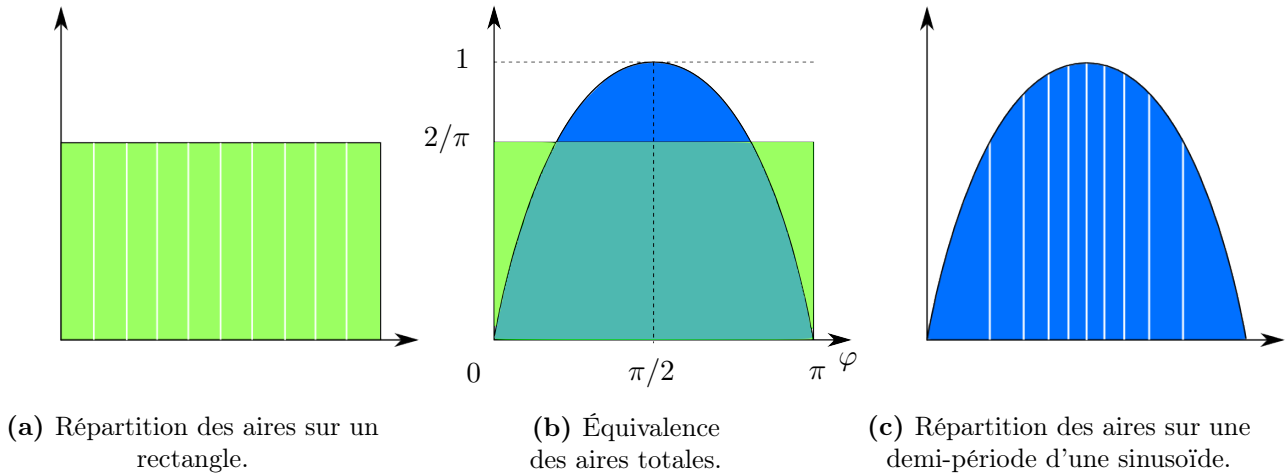 1
2/π
0
π/2
π
φ
(a) Répartition des aires sur un
rectangle.
(b) Équivalence
des aires totales.
(c) Répartition des aires sur une
demi-période d'une sinusoïde.